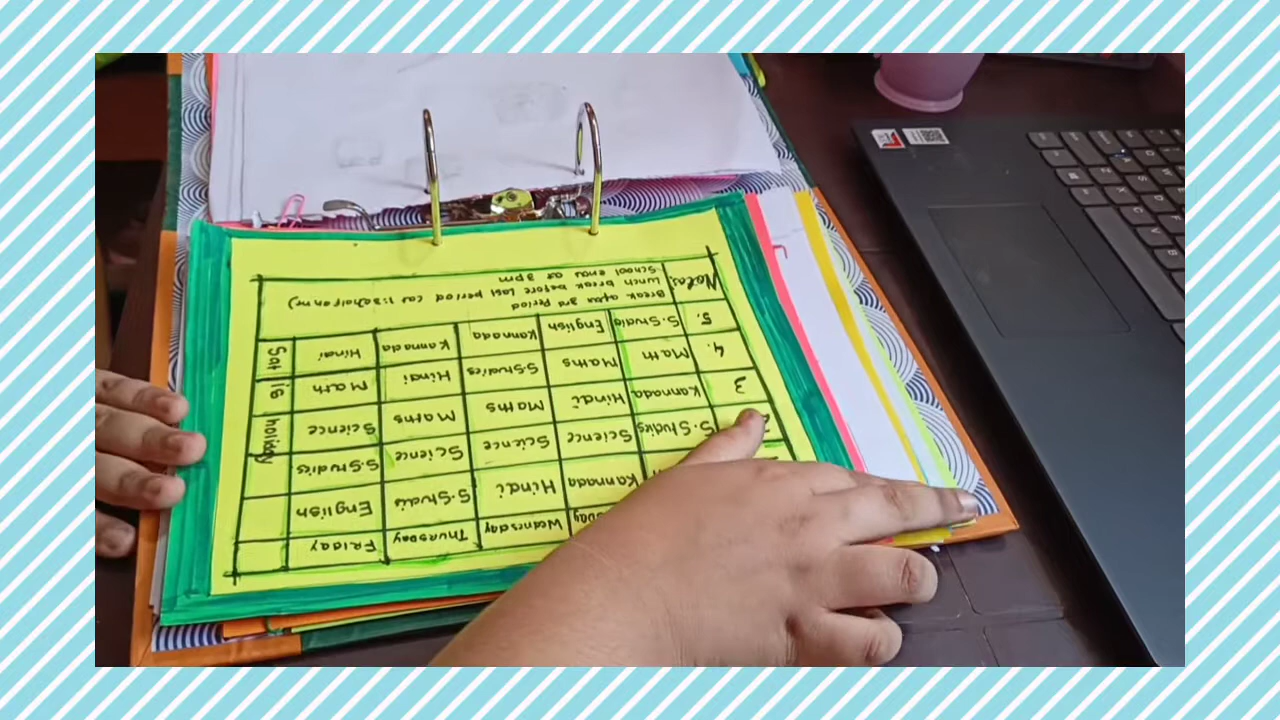 Wednesday Thursday Friday
Kannada Hindi S.Studis English
S.Studies Science Science Science S.Studies
3 Kannada Hindi Maths Maths Science
4. Math Maths S.Studies Hindi Math
5. S.Studis English Kannada Kannada Hindi
Sat is holiday
Notes:
Break after 3rd Period
Lunch break before last period
School ends at 3pm